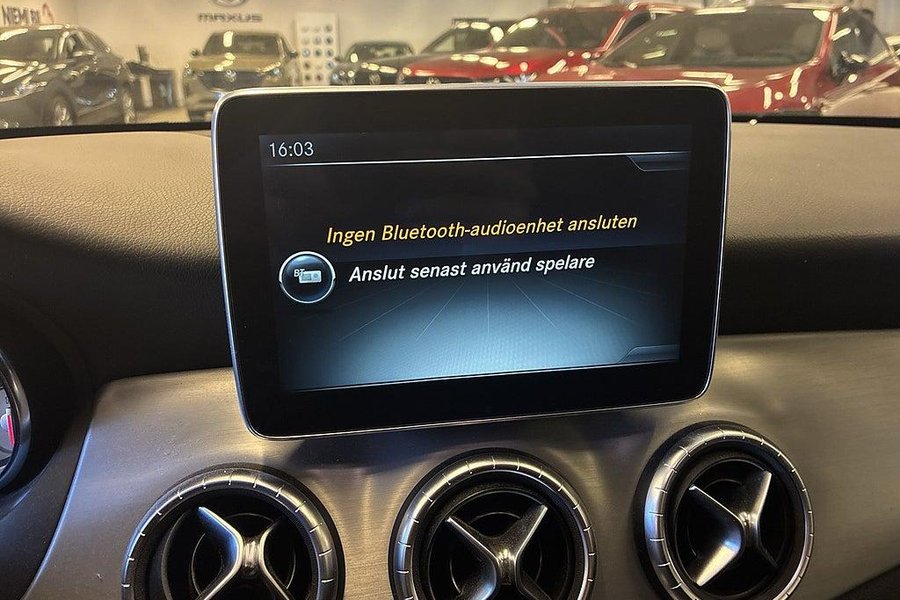 MAXUS
16:03
Ingen Bluetooth-audioenhet ansluten
BT
Anslut senast använd spelare